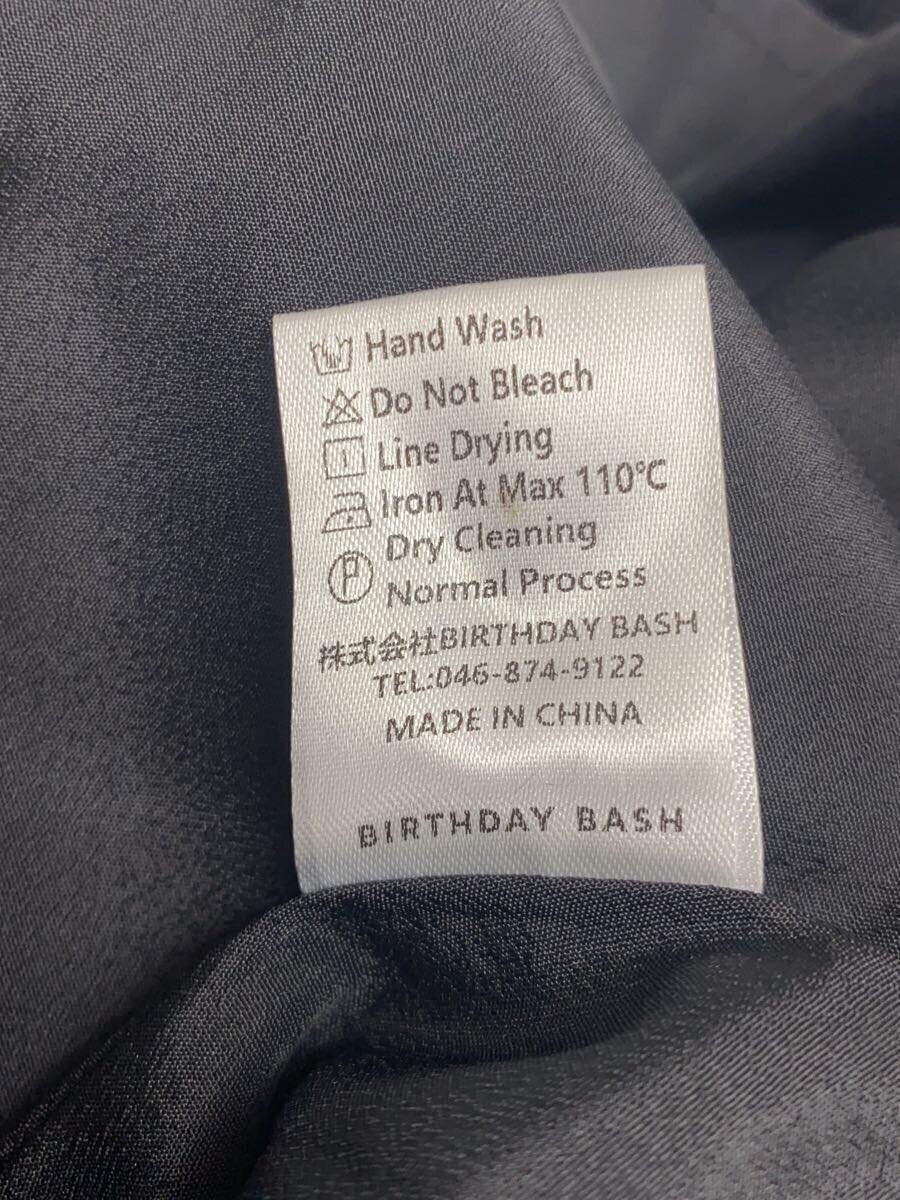 Hand Wash
Do Not Bleach
Line Drying
Iron At Max 110℃
Dry Cleaning
Normal Process
株式会社BIRTHDAY BASH
TEL:046-874-9122
MADE IN CHINA
BIRTHDAY BASH